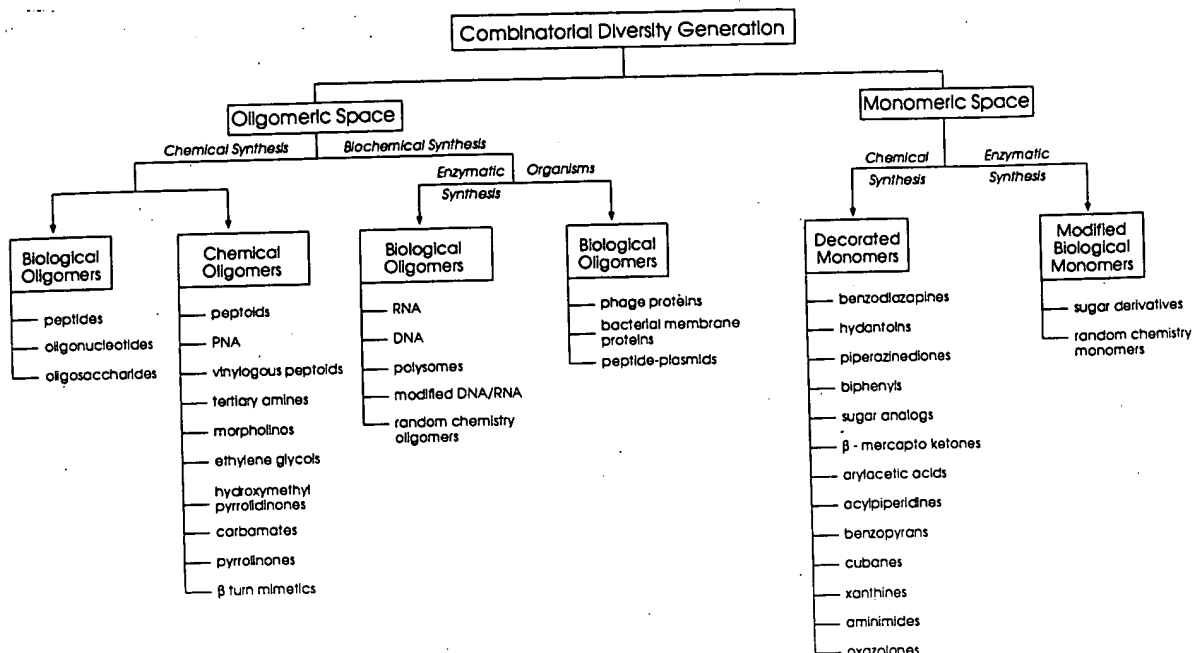 Combinatorial Diversity Generation
Oligomeric Space
Monomeric Space
Chemical Synthesis
Biochemical Synthesis
Enzymatic
Synthesis
Organisms
Chemical
Synthesis
Enzymatic
Synthesis
Biological
Oligomers
peptides
oligonucleotides
oligosaccharides
Chemical
Oligomers
peptoids
PNA
vinylogous peptoids
tertiary amines
morpholinos
ethylene glycols
hydroxymethyl
pyrrolidinones
carbamates
pyrrolinones
β turn mimetics
Biological
Oligomers
RNA
DNA
polysomes
modified DNA/RNA
random chemistry
oligomers
Biological
Oligomers
phage proteins
bacterial membrane
proteins
peptide-plasmids
Decorated
Monomers
benzodiazapines
hydantoins
piperazinediones
biphenyls
sugar analogs
β - mercapto ketones
arylacetic acids
acylpiperidines
benzopyrans
cubanes
xanthines
aminimides
oxazolones
Modified
Biological
Monomers
sugar derivatives
random chemistry
monomers